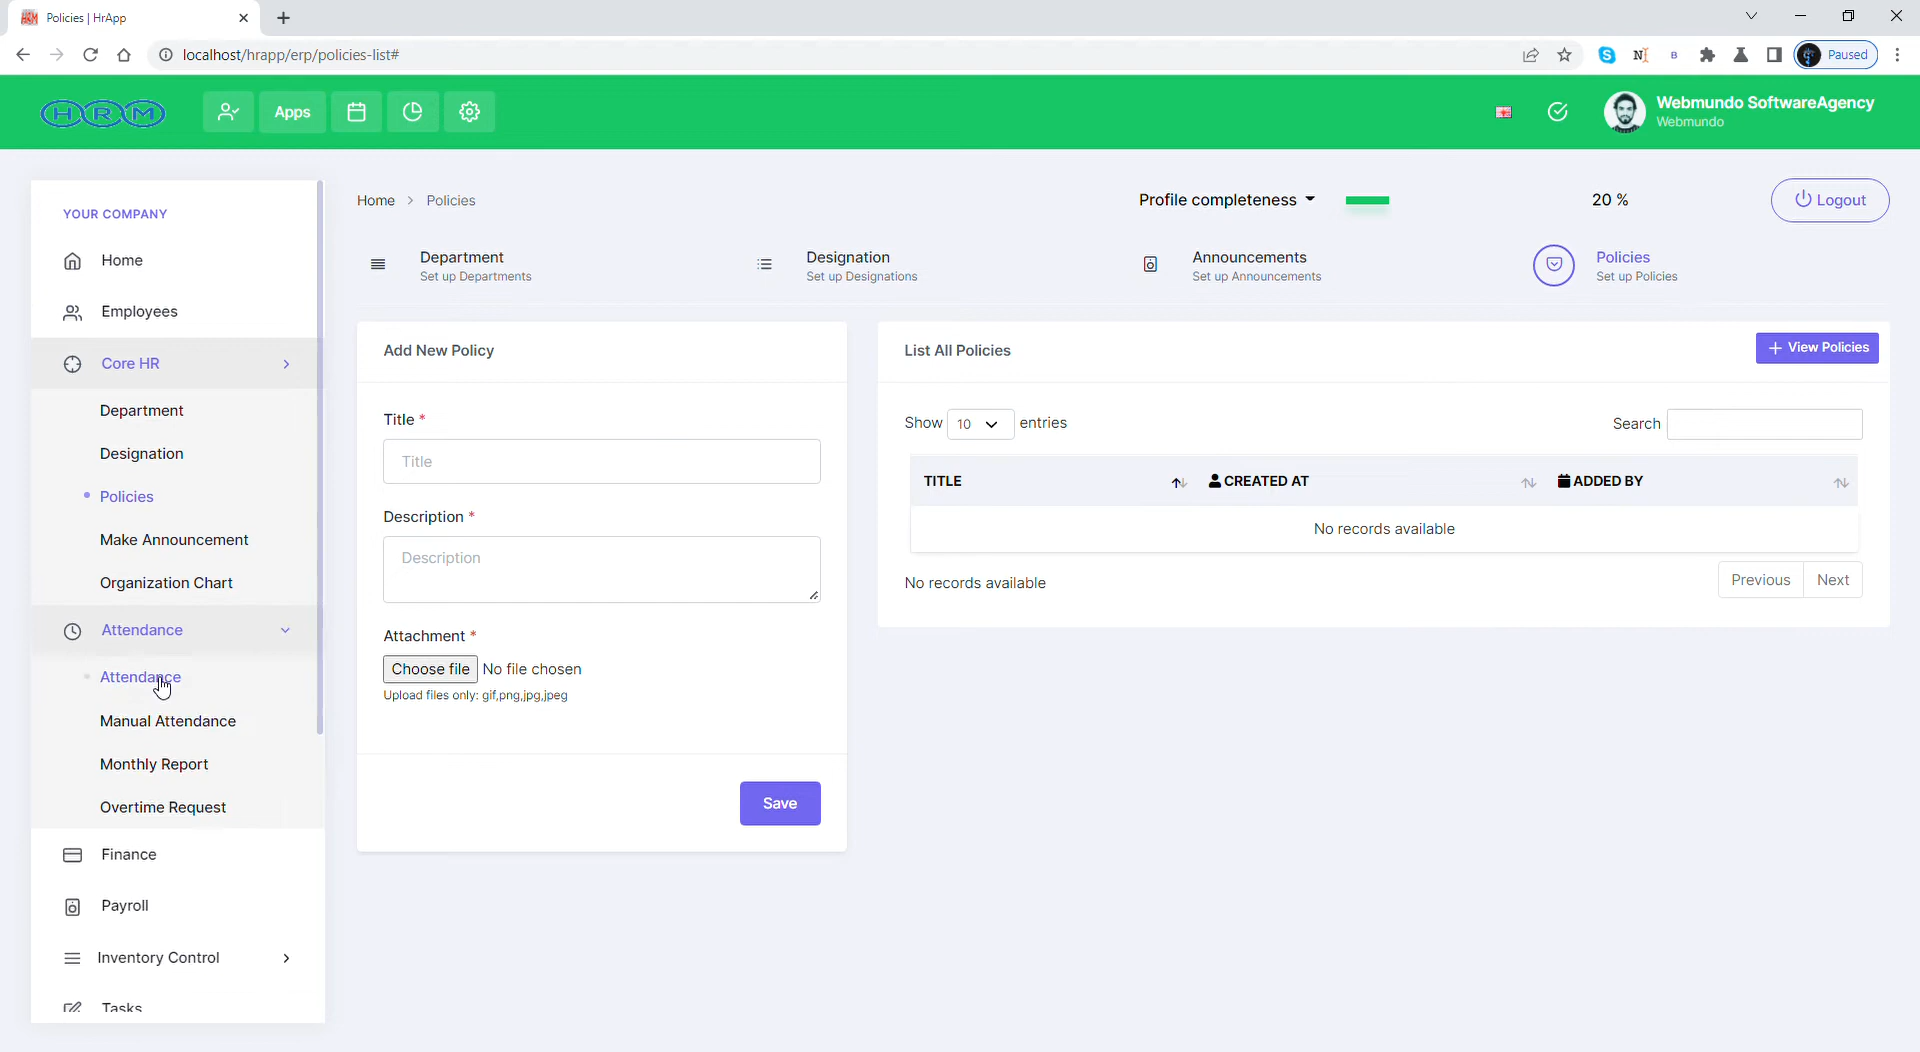 Policies | HrApp
localhost/hrapp/erp/policies-list#
Paused
HRM
Apps
Webmundo SoftwareAgency
Webmundo
YOUR COMPANY
Home
Employees
Core HR
Department
Designation
Policies
Make Announcement
Organization Chart
Attendance
Attendance
Manual Attendance
Monthly Report
Overtime Request
Finance
Payroll
Inventory Control
Tasks
Home > Policies
Profile completeness
20 %
Logout
Department
Set up Departments
Designation
Set up Designations
Announcements
Set up Announcements
Policies
Set up Policies
Add New Policy
Title *
Title
Description *
Description
Attachment *
Choose file No file chosen
Upload files only: gif,png,jpg,jpeg
Save
List All Policies
+ View Policies
Show 10 entries
Search
TITLE CREATED AT ADDED BY
No records available
No records available
Previous Next